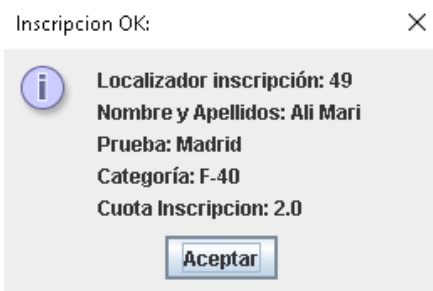 Inscripcion OK:
Localizador inscripción: 49
Nombre y Apellidos: Ali Mari
Prueba: Madrid
Categoría: F-40
Cuota Inscripcion: 2.0
Aceptar